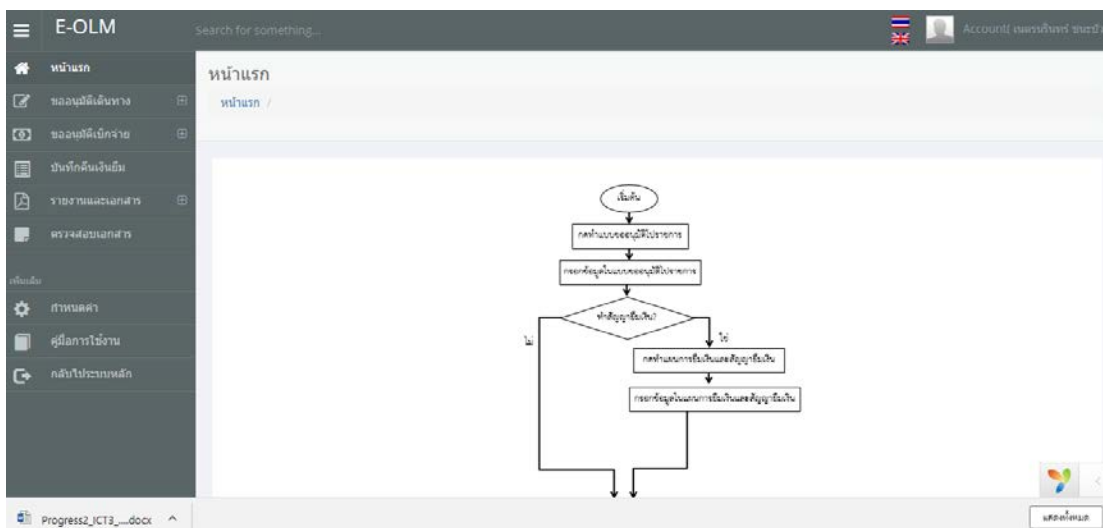 E-OLM
Search for something...
Account(
หน้าแรก
ขออนุมัติเดินทาง
ขออนุมัติเบิกจ่าย
บันทึกคืนเงินยืม
รายงานและเอกสาร
ตรวจสอบเอกสาร
เพิ่มเติม
กำหนดค่า
คู่มือการใช้งาน
กลับไประบบหลัก
หน้าแรก
หน้าแรก /
เริ่มต้น
กดทำแบบขออนุมัติไปราชการ
กรอกข้อมูลในแบบขออนุมัติไปราชการ
ทำสัญญายืมเงิน?
ไม่
ใช่
กดทำแผนการยืมเงินและสัญญายืมเงิน
กรอกข้อมูลในแผนการยืมเงินและสัญญายืมเงิน
Progress2_ICT3_....docx
แสดงทั้งหมด